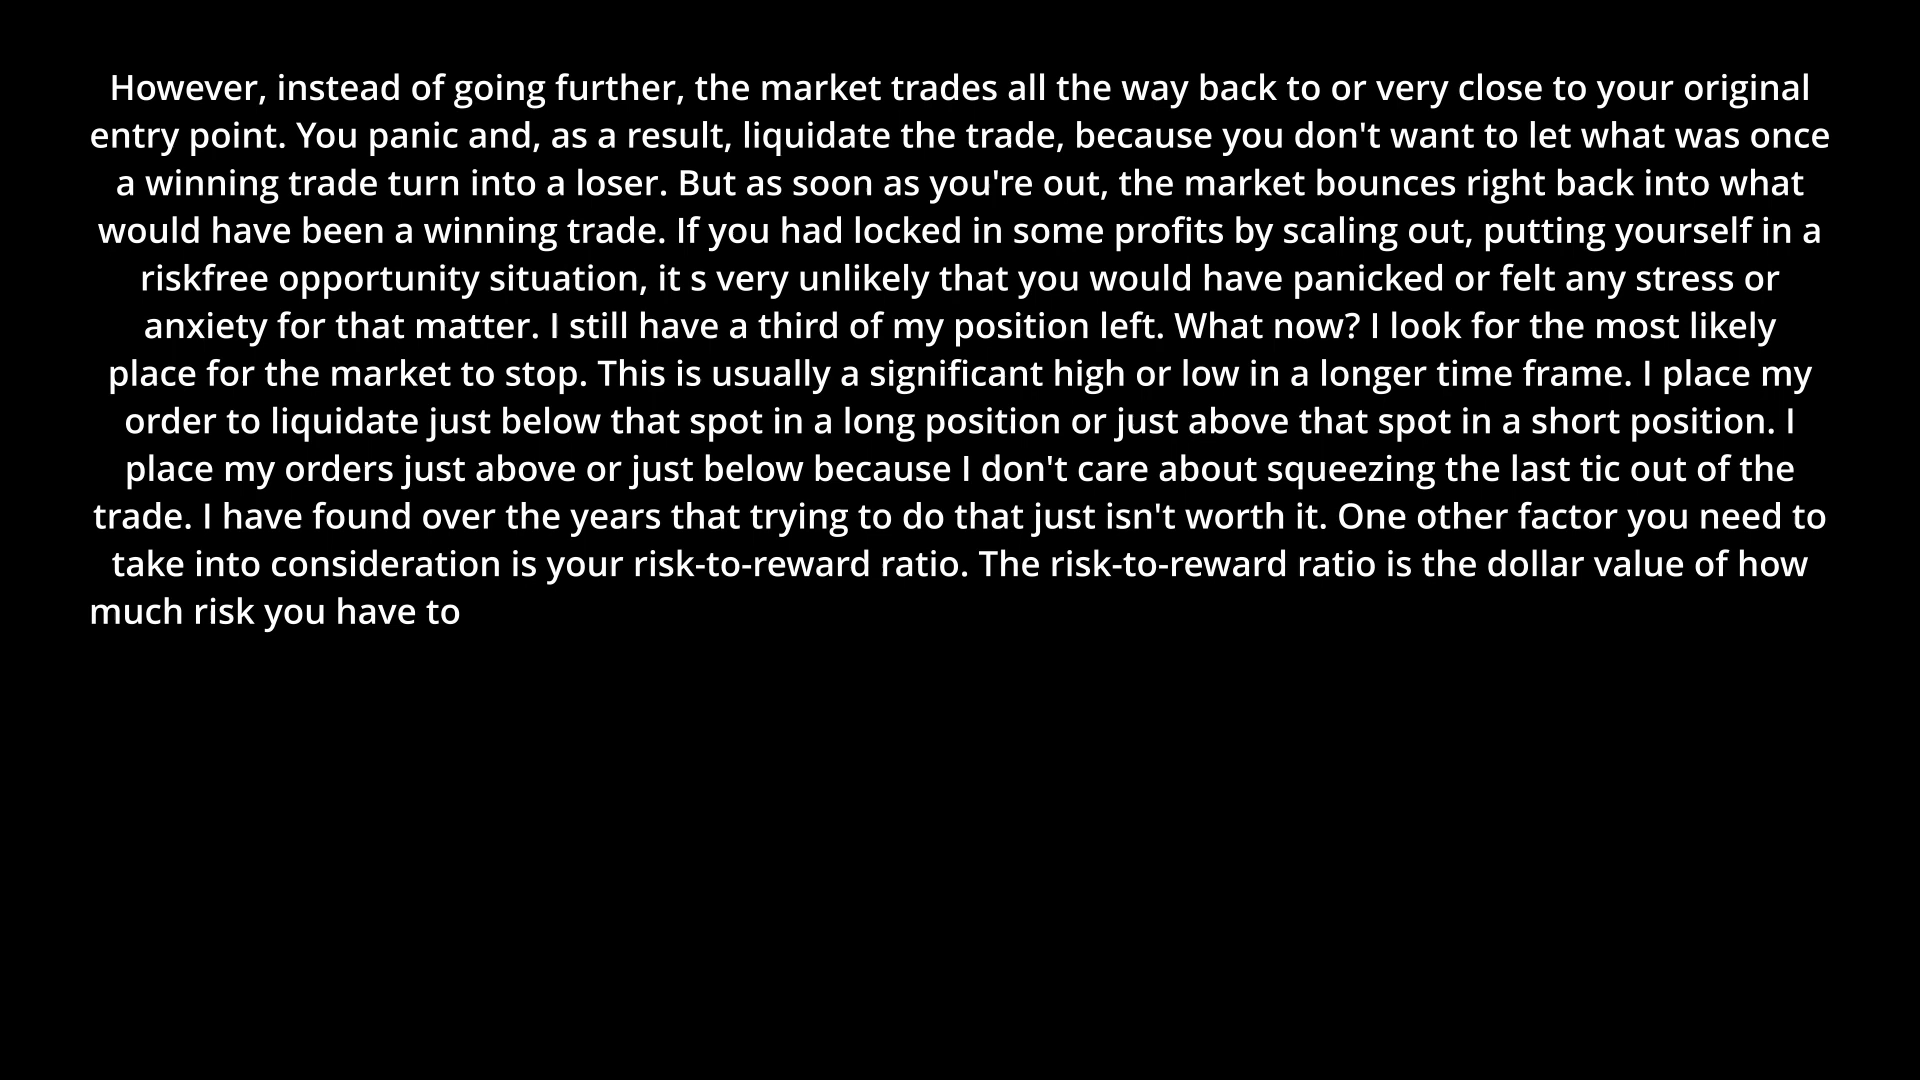 However, instead of going further, the market trades all the way back to or very close to your original
entry point. You panic and, as a result, liquidate the trade, because you don't want to let what was once
a winning trade turn into a loser. But as soon as you're out, the market bounces right back into what
would have been a winning trade. If you had locked in some profits by scaling out, putting yourself in a
riskfree opportunity situation, it s very unlikely that you would have panicked or felt any stress or
anxiety for that matter. I still have a third of my position left. What now? I look for the most likely
place for the market to stop. This is usually a significant high or low in a longer time frame. I place my
order to liquidate just below that spot in a long position or just above that spot in a short position. I
place my orders just above or just below because I don't care about squeezing the last tic out of the
trade. I have found over the years that trying to do that just isn't worth it. One other factor you need to
take into consideration is your risk-to-reward ratio. The risk-to-reward ratio is the dollar value of how
much risk you have to